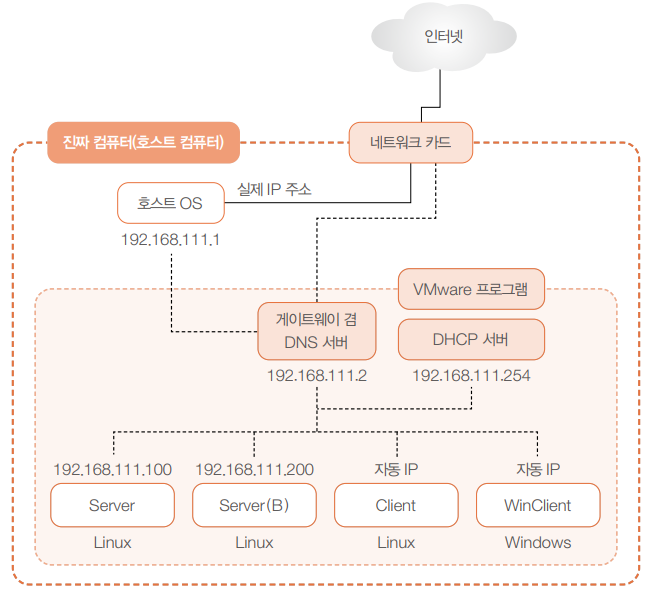 인터넷
진짜 컴퓨터(호스트 컴퓨터)
네트워크 카드
호스트 OS
실제 IP 주소
192.168.111.1
VMware 프로그램
게이트웨이 겸
DNS 서버
DHCP 서버
192.168.111.2
192.168.111.254
192.168.111.100
192.168.111.200
자동 IP
자동 IP
Server
Server(B)
Client
WinClient
Linux
Linux
Linux
Windows